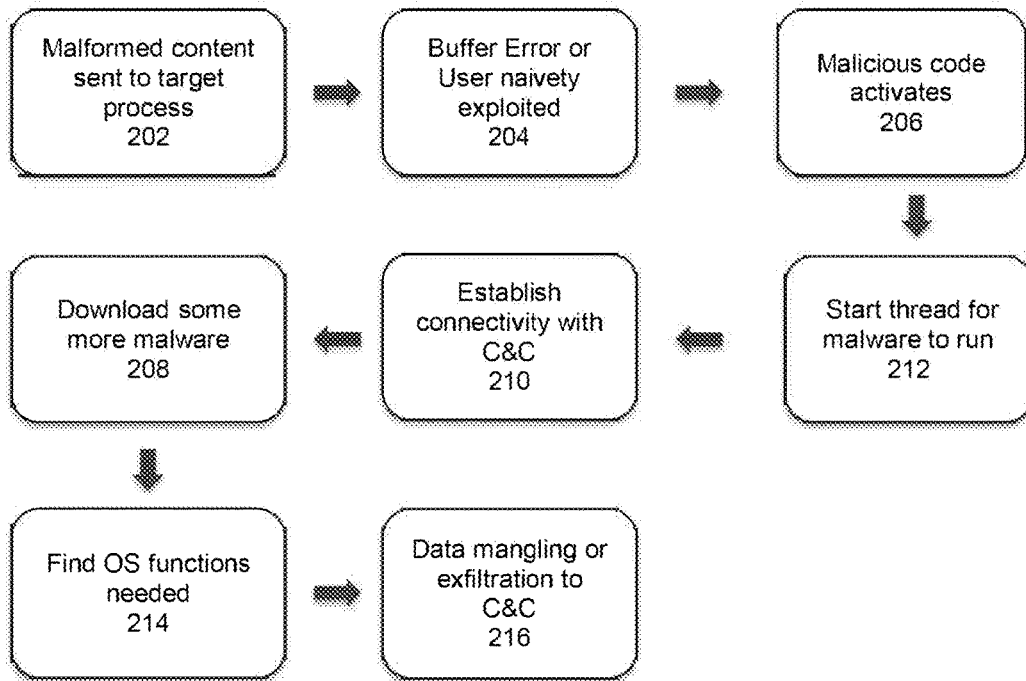 Malformed content
sent to target
process
202
Buffer Error or
User naivety
exploited
204
Malicious code
activates
206
Start thread for
malware to run
212
Establish
connectivity with
C&C
210
Download some
more malware
208
Find OS functions
needed
214
Data mangling or
exfiltration to
C&C
216